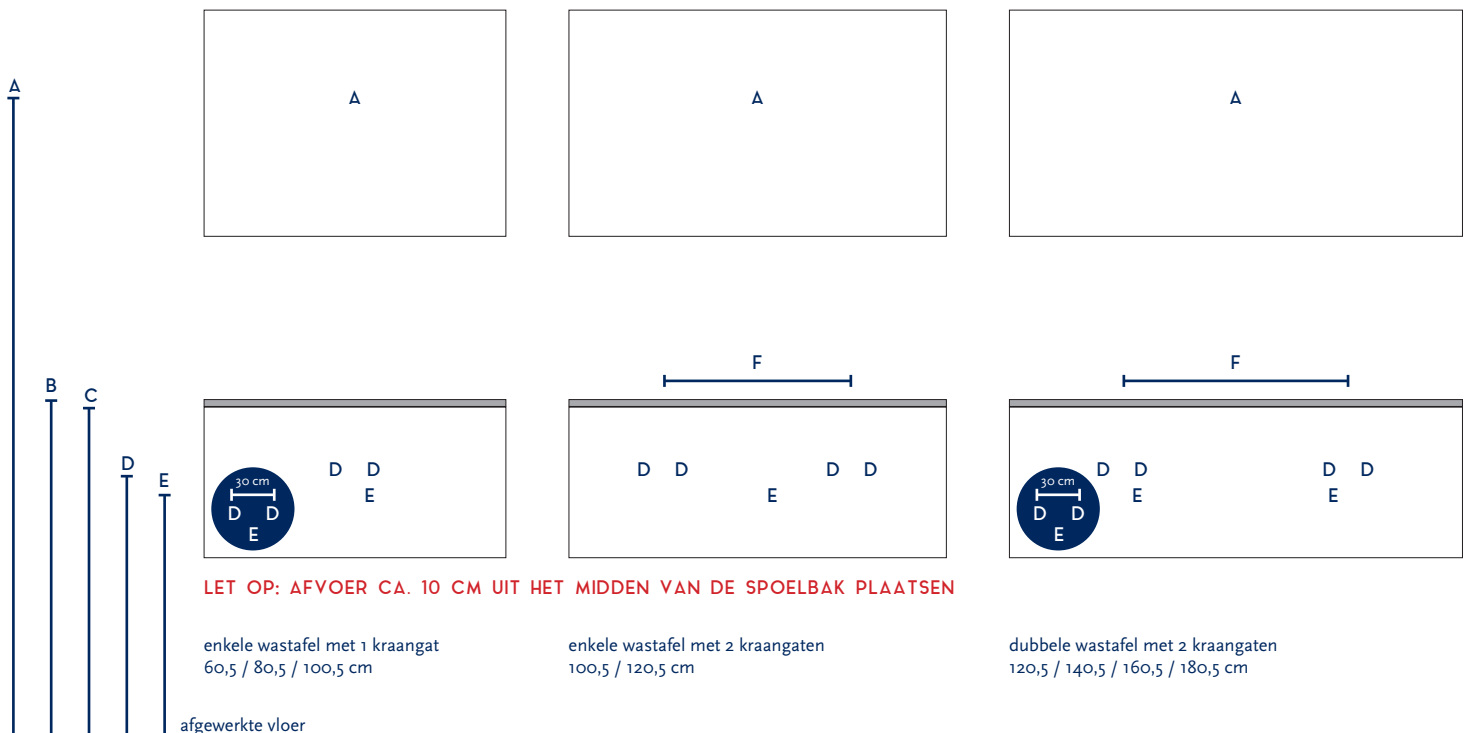 A
A
A
A
B
C
D
E
F
F
D D
E
30 cm
D D
E
D D
D D
E
D D
E
D D
E
30 cm
D D
E
LET OP: AFVOER CA. 10 CM UIT HET MIDDEN VAN DE SPOELBAK PLAATSEN
enkele wastafel met 1 kraangat
60,5 / 80,5 / 100,5 cm
enkele wastafel met 2 kraangaten
100,5 / 120,5 cm
dubbele wastafel met 2 kraangaten
120,5 / 140,5 / 160,5 / 180,5 cm
afgewerkte vloer